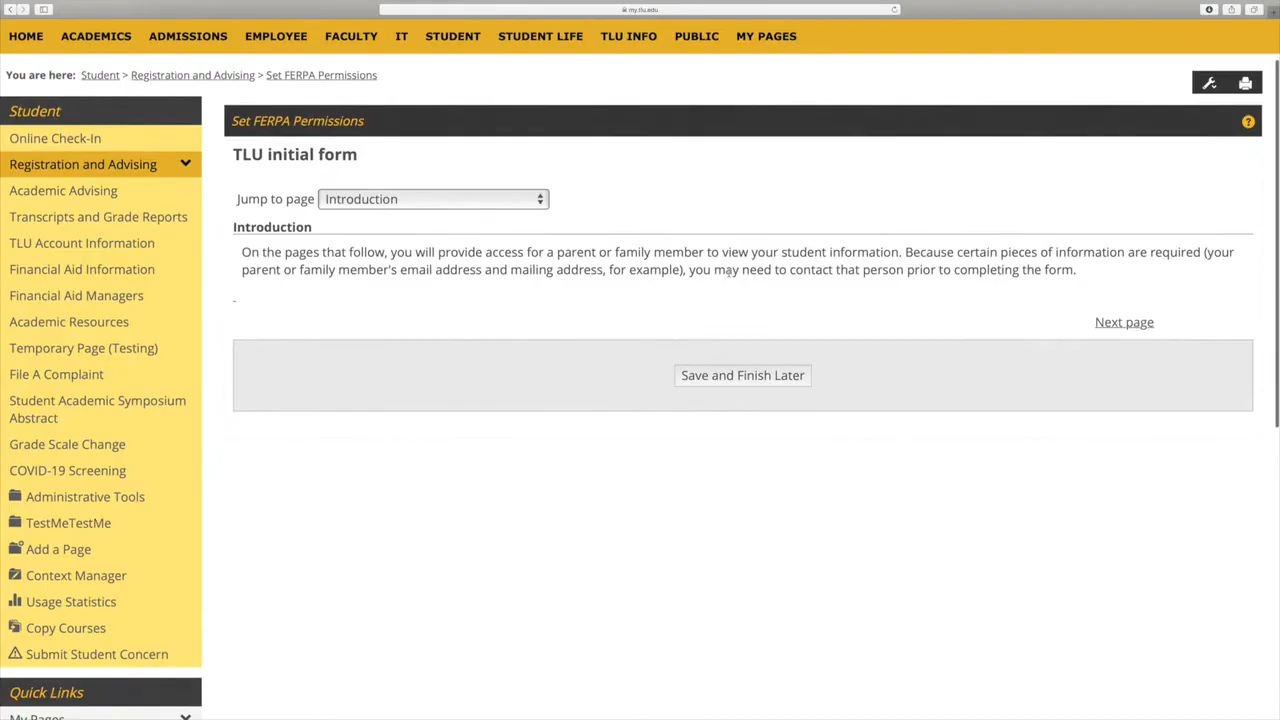 my.tlu.edu
HOME ACADEMICS ADMISSIONS EMPLOYEE FACULTY IT STUDENT STUDENT LIFE TLU INFO PUBLIC MY PAGES
You are here: Student > Registration and Advising > Set FERPA Permissions
Student
Online Check-In
Registration and Advising
Academic Advising
Transcripts and Grade Reports
TLU Account Information
Financial Aid Information
Financial Aid Managers
Academic Resources
Temporary Page (Testing)
File A Complaint
Student Academic Symposium
Abstract
Grade Scale Change
COVID-19 Screening
Administrative Tools
TestMeTestMe
Add a Page
Context Manager
Usage Statistics
Copy Courses
Submit Student Concern
Quick Links
My Pages
Set FERPA Permissions ?
TLU initial form
Jump to page Introduction
Introduction
On the pages that follow, you will provide access for a parent or family member to view your student information. Because certain pieces of information are required (your
parent or family member's email address and mailing address, for example), you may need to contact that person prior to completing the form.
-
Next page
Save and Finish Later